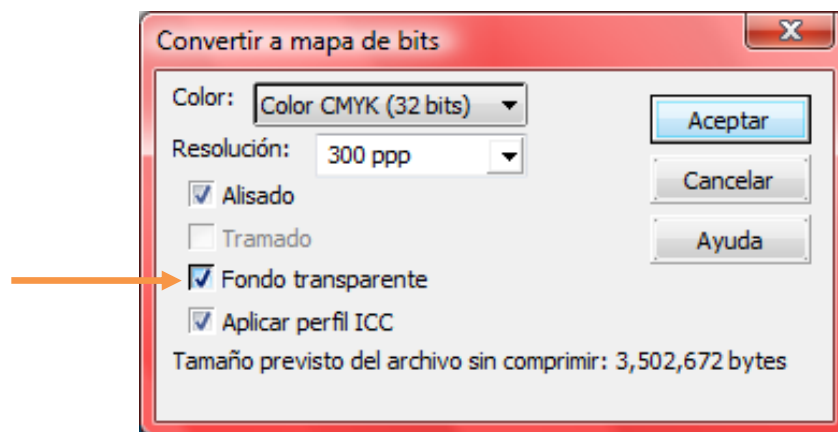 Convertir a mapa de bits
Color: Color CMYK (32 bits)
Aceptar
Resolución: 300 ppp
Cancelar
Alisado
Tramado
Ayuda
Fondo transparente
Aplicar perfil ICC
Tamaño previsto del archivo sin comprimir: 3,502,672 bytes